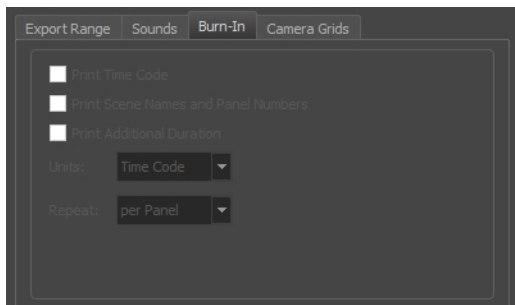 Export Range Sounds Burn-In Camera Grids
Print Time Code
Print Scene Names and Panel Numbers
Print Additional Duration
Units: Time Code
Repeat: per Panel